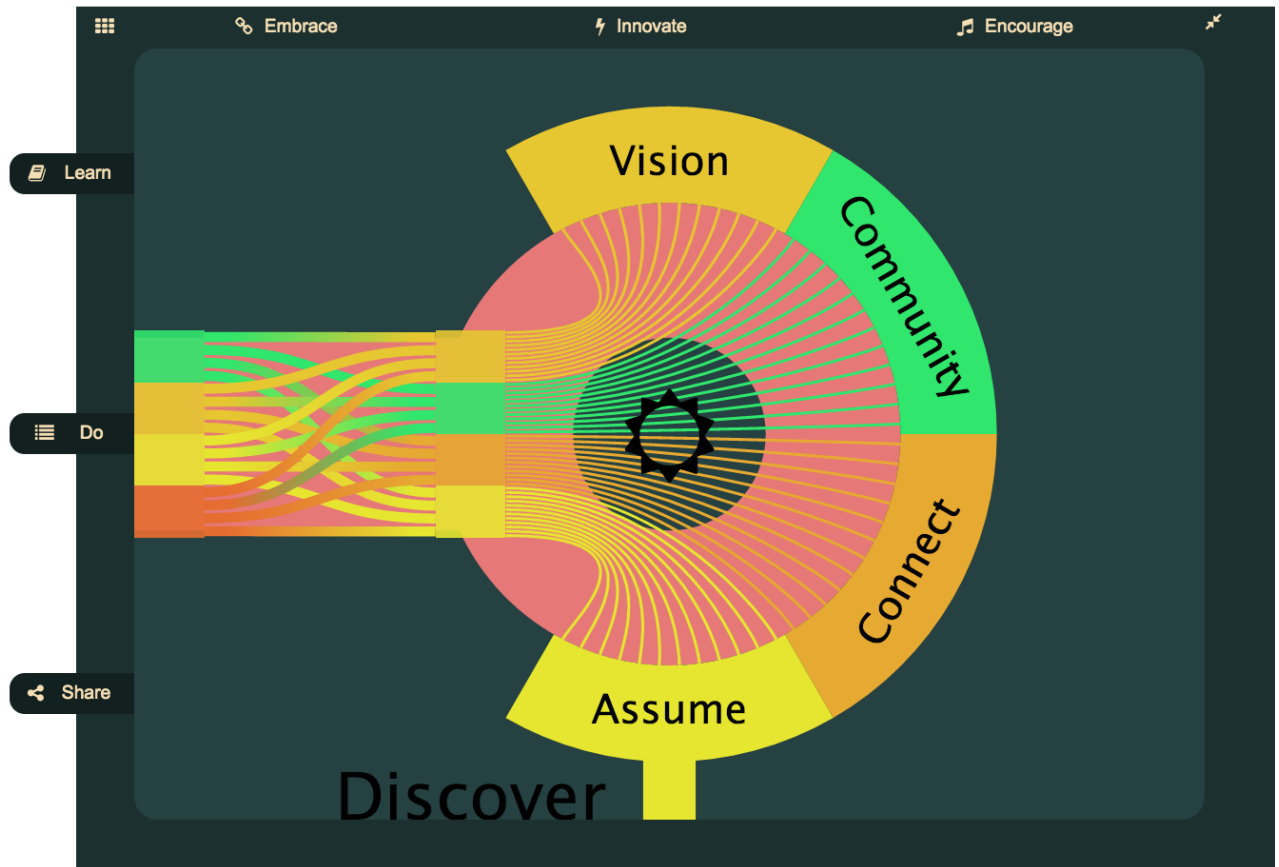 Embrace
Innovate
Encourage
Learn
Do
Share
Vision
Community
Connect
Assume
Discover